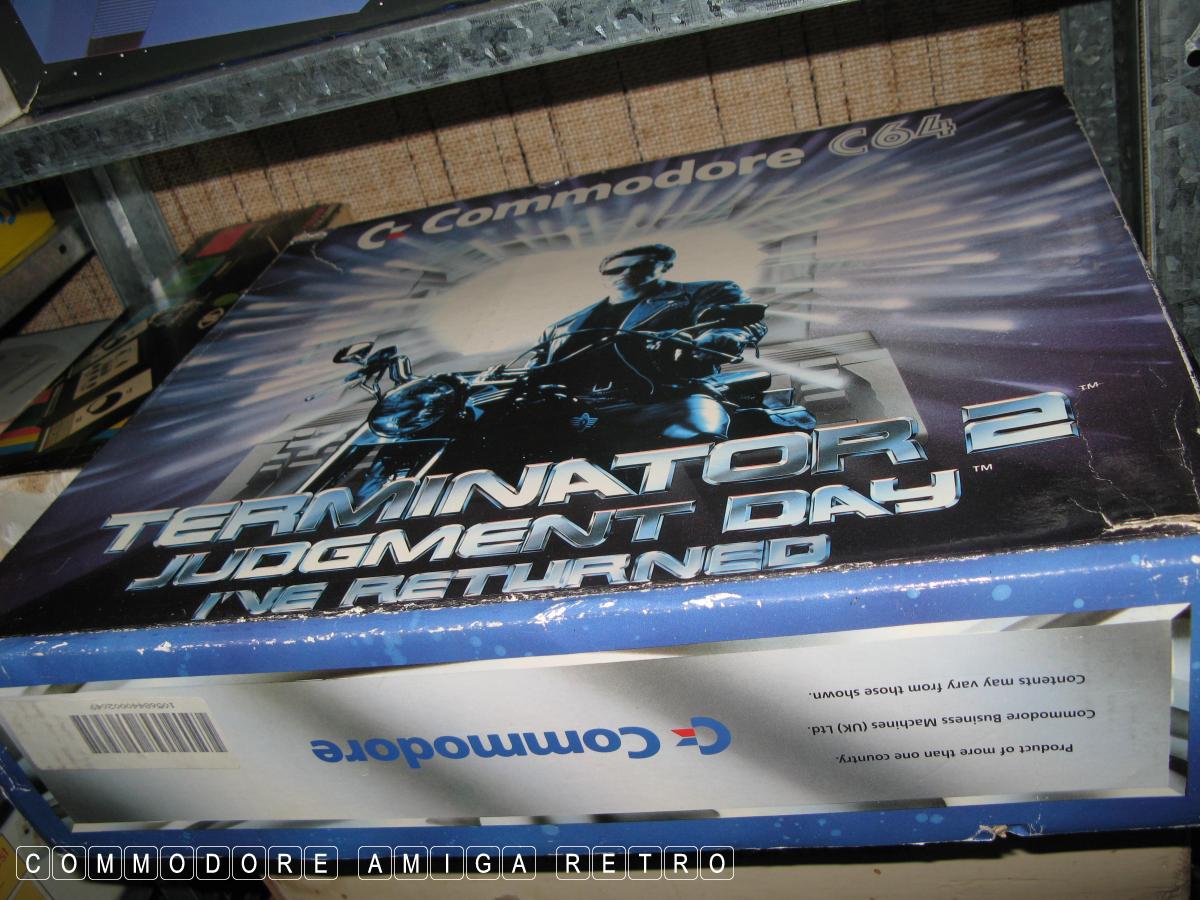 Commodore C64
TERMINATOR 2™
JUDGMENT DAY™
I'VE RETURNED
Contents may vary from those shown.
Commodore Business Machines (UK) Ltd.
Product of more than one country.
Commodore
COMMODORE AMIGA RETRO